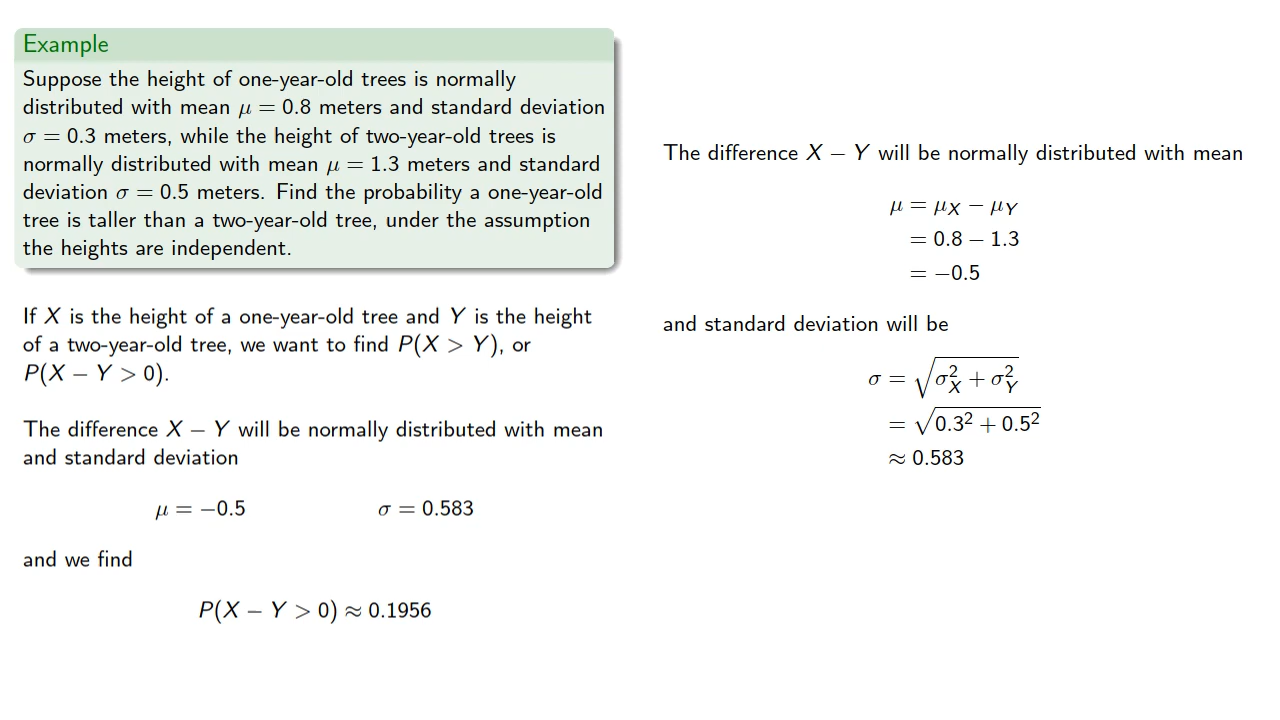 Example
Suppose the height of one-year-old trees is normally
distributed with mean μ = 0.8 meters and standard deviation
σ = 0.3 meters, while the height of two-year-old trees is
normally distributed with mean μ = 1.3 meters and standard
deviation σ = 0.5 meters. Find the probability a one-year-old
tree is taller than a two-year-old tree, under the assumption
the heights are independent.
If X is the height of a one-year-old tree and Y is the height
of a two-year-old tree, we want to find P(X > Y), or
P(X − Y > 0).
The difference X − Y will be normally distributed with mean
and standard deviation
μ = −0.5 σ = 0.583
and we find
P(X − Y > 0) ≈ 0.1956
The difference X − Y will be normally distributed with mean
μ = μ_X − μ_Y
= 0.8 − 1.3
= −0.5
and standard deviation will be
σ = √(σ_X² + σ_Y²)
= √(0.3² + 0.5²)
≈ 0.583